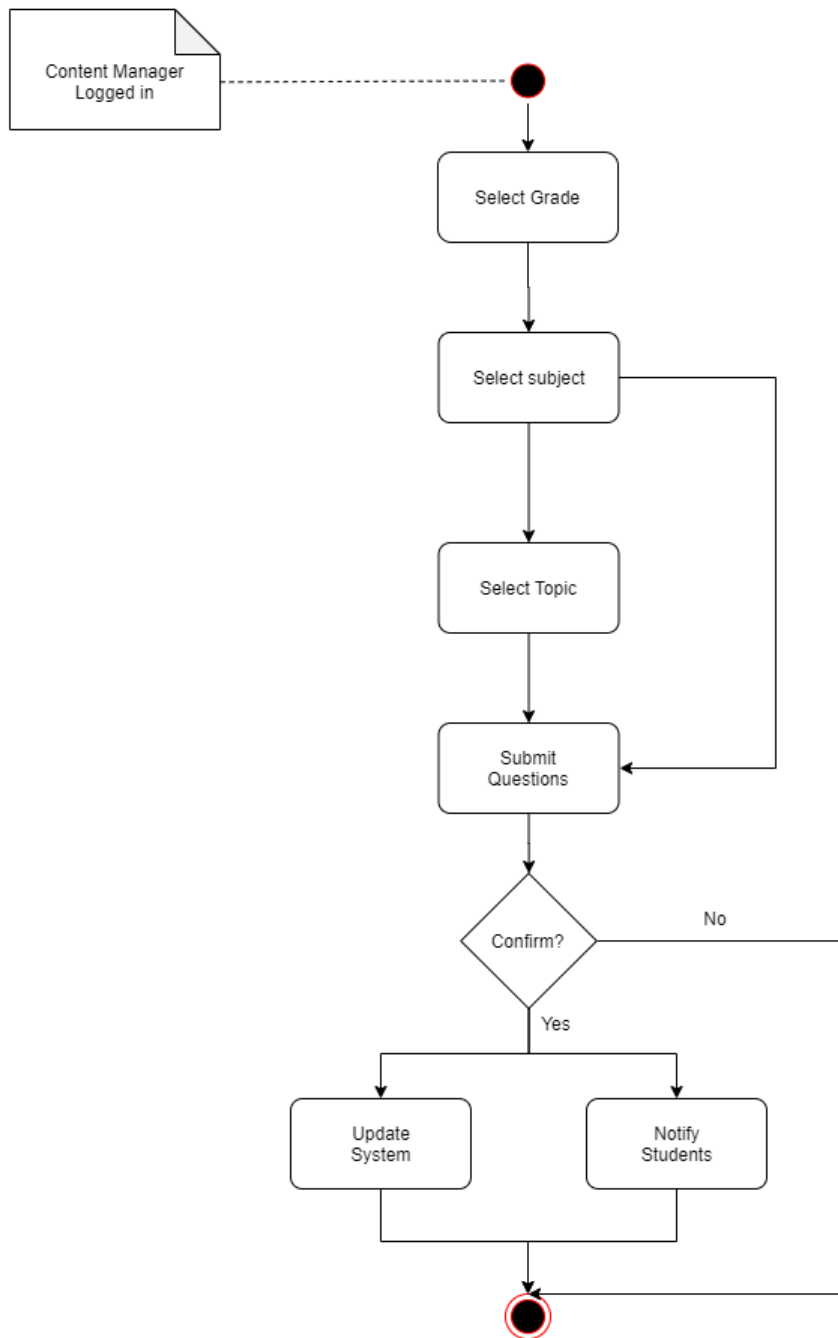 Content Manager
Logged in
Select Grade
Select subject
Select Topic
Submit
Questions
Confirm?
No
Yes
Update
System
Notify
Students